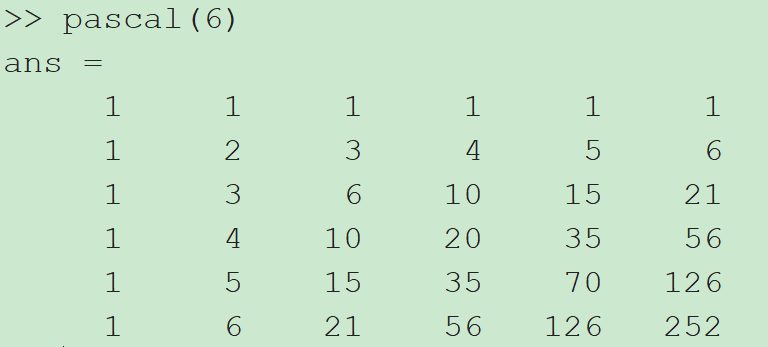 >> pascal(6)
ans =
1 1 1 1 1 1
1 2 3 4 5 6
1 3 6 10 15 21
1 4 10 20 35 56
1 5 15 35 70 126
1 6 21 56 126 252